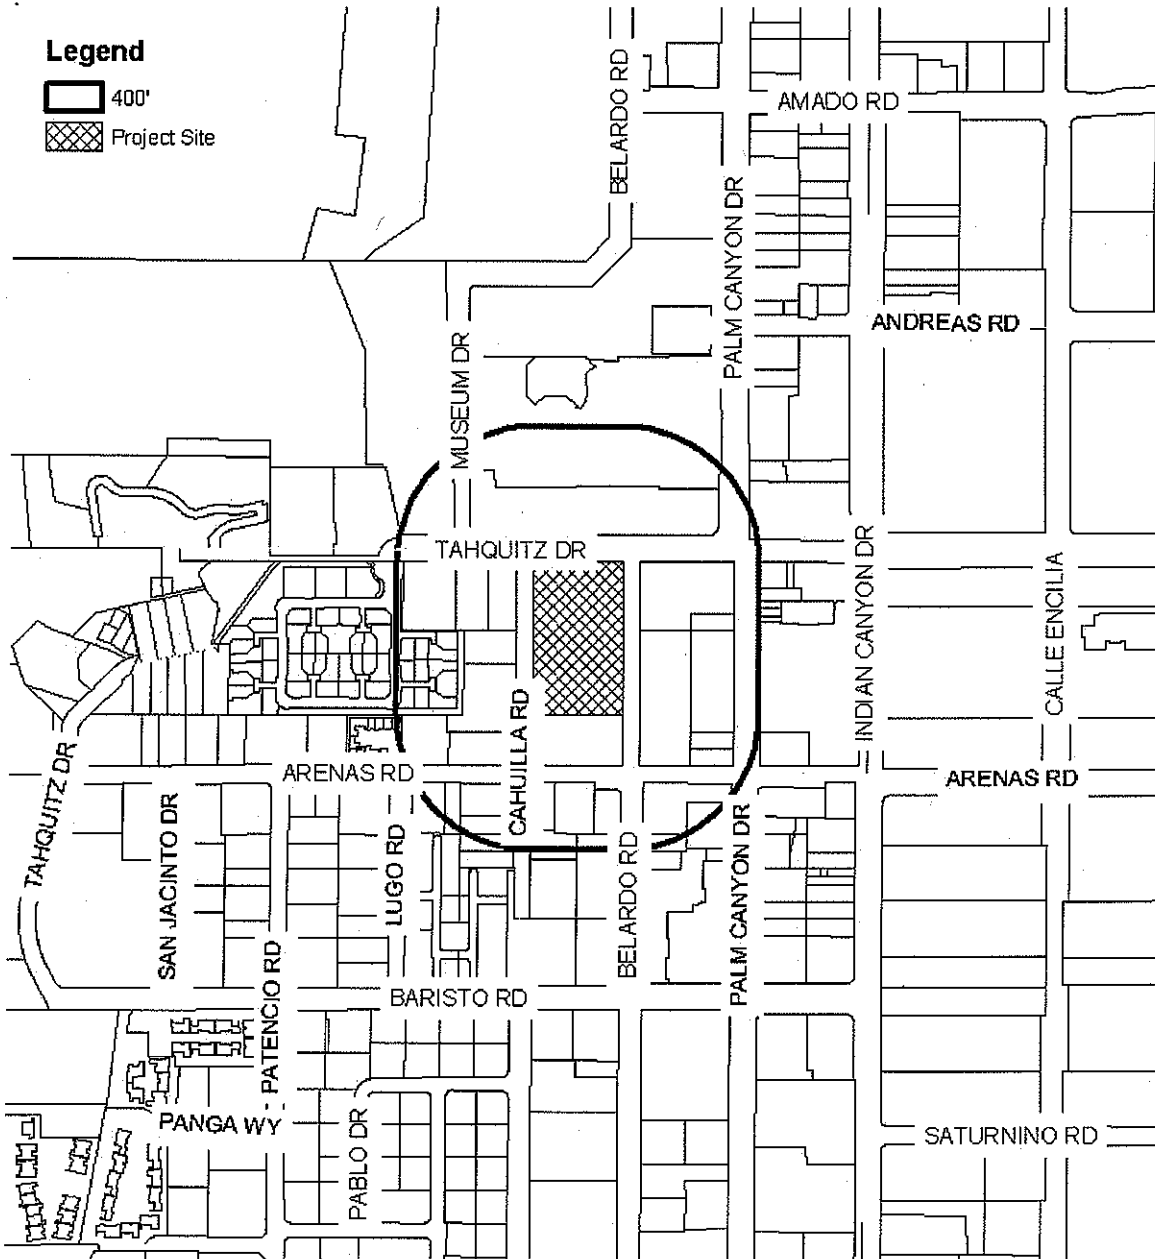 Legend
400'
Project Site
BELARDO RD
AMADO RD
PALM CANYON DR
ANDREAS RD
MUSEUM DR
TAHQUITZ DR
INDIAN CANYON DR
CALLE ENCILIA
CAHUILLA RD
ARENAS RD
ARENAS RD
TAHQUITZ DR
SAN JACINTO DR
LUGO RD
BELARDO RD
PALM CANYON DR
PATENCIO RD
BARISTO RD
PANGA WY
PABLO DR
SATURNINO RD